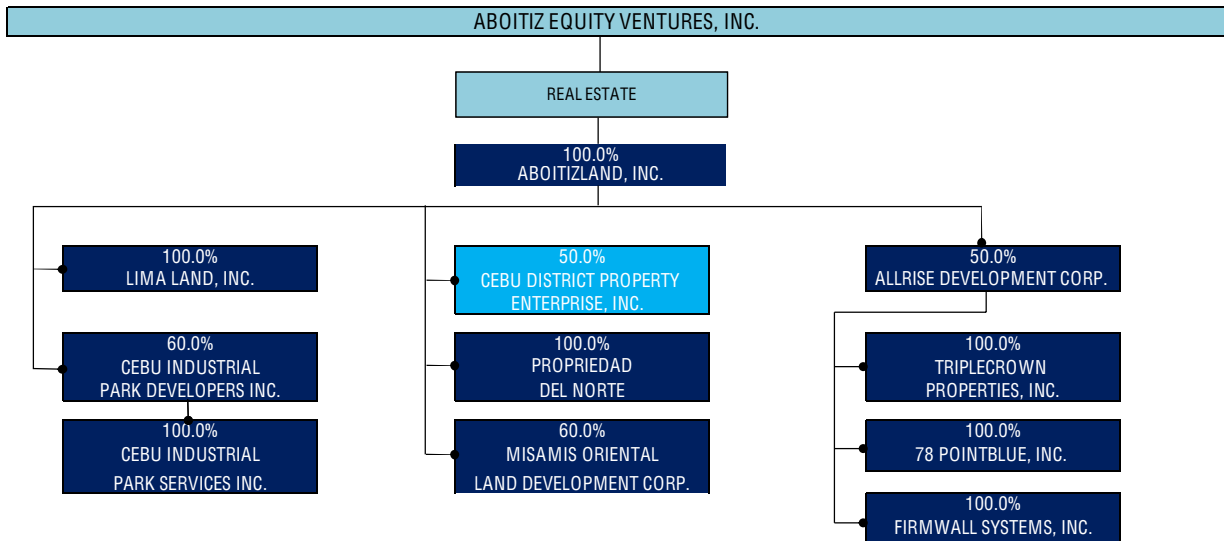 ABOITIZ EQUITY VENTURES, INC.
REAL ESTATE
100.0%
ABOITIZLAND, INC.
100.0%
LIMA LAND, INC.
60.0%
CEBU INDUSTRIAL
PARK DEVELOPERS INC.
100.0%
CEBU INDUSTRIAL
PARK SERVICES INC.
50.0%
CEBU DISTRICT PROPERTY
ENTERPRISE, INC.
100.0%
PROPRIEDAD
DEL NORTE
60.0%
MISAMIS ORIENTAL
LAND DEVELOPMENT CORP.
50.0%
ALLRISE DEVELOPMENT CORP.
100.0%
TRIPLECROWN
PROPERTIES, INC.
100.0%
78 POINTBLUE, INC.
100.0%
FIRMWALL SYSTEMS, INC.